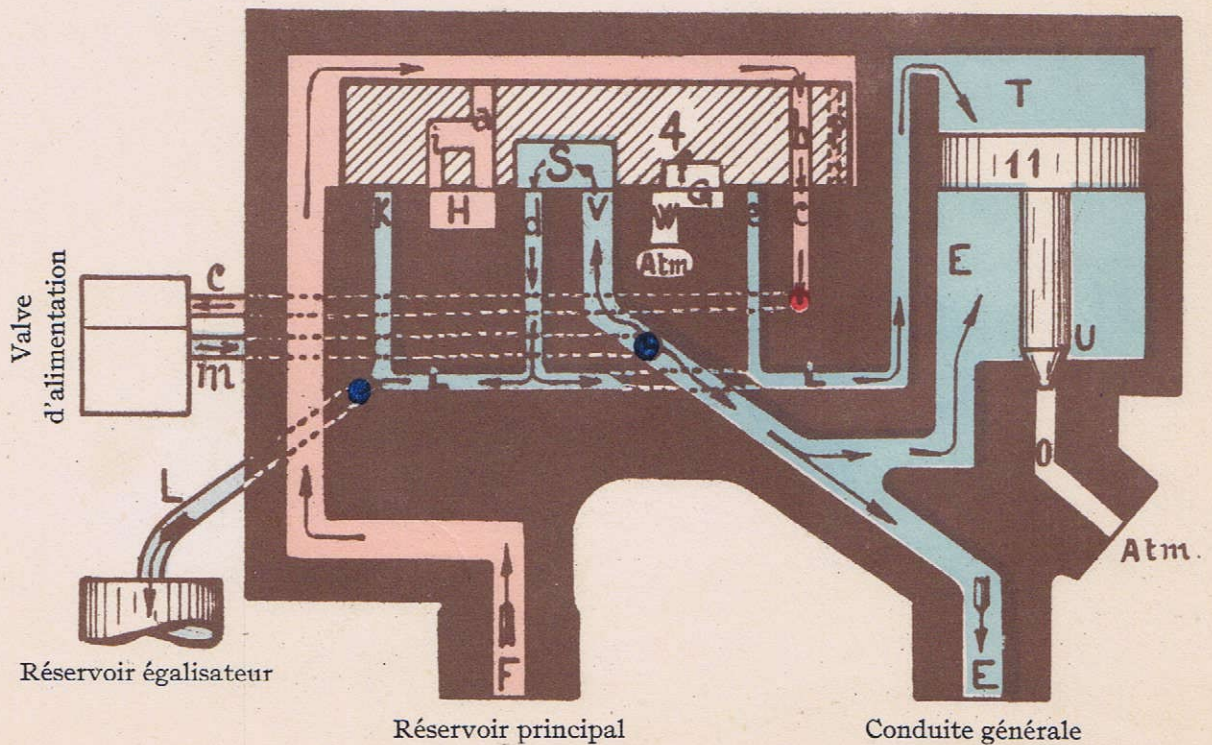 T
a
b
4
11
i
S
H
K
d
V
G
W
e
c
Atm
E
C
Valve
d'alimentation
U
m
L
L
L
O
Atm.
Réservoir égalisateur
F
E
Réservoir principal
Conduite générale